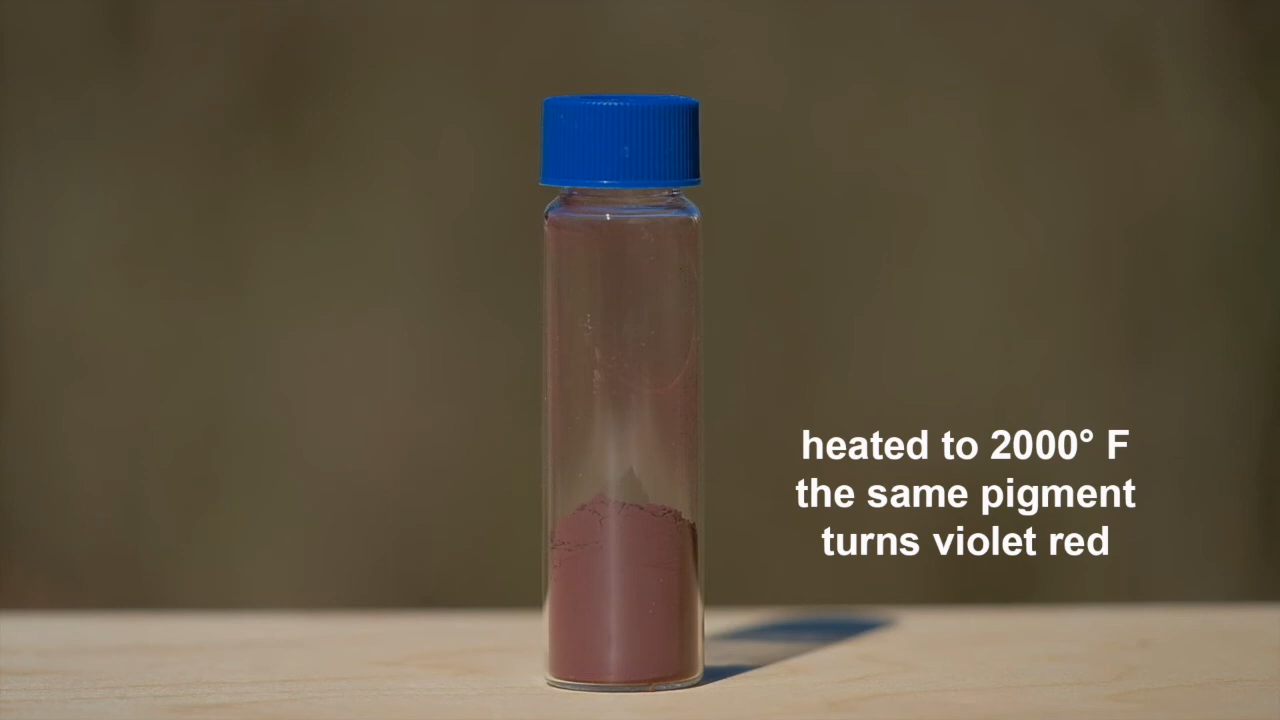 heated to 2000° F
the same pigment
turns violet red